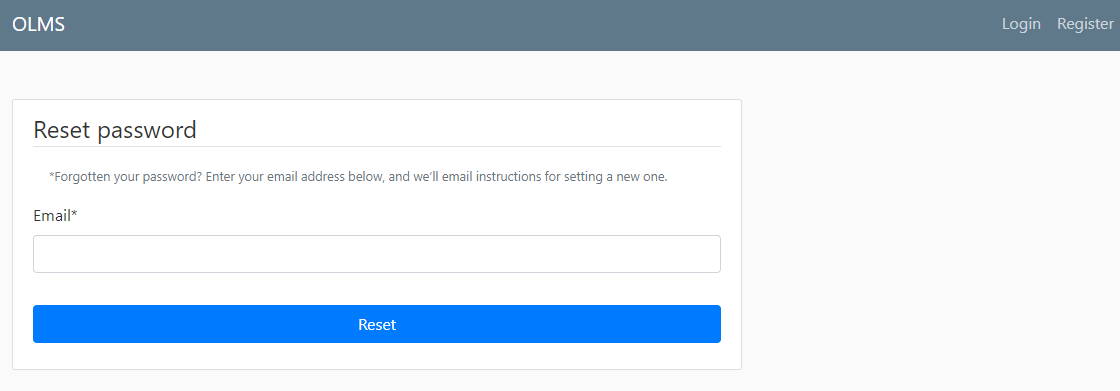 OLMS
Login Register
Reset password
*Forgotten your password? Enter your email address below, and we’ll email instructions for setting a new one.
Email*
Reset